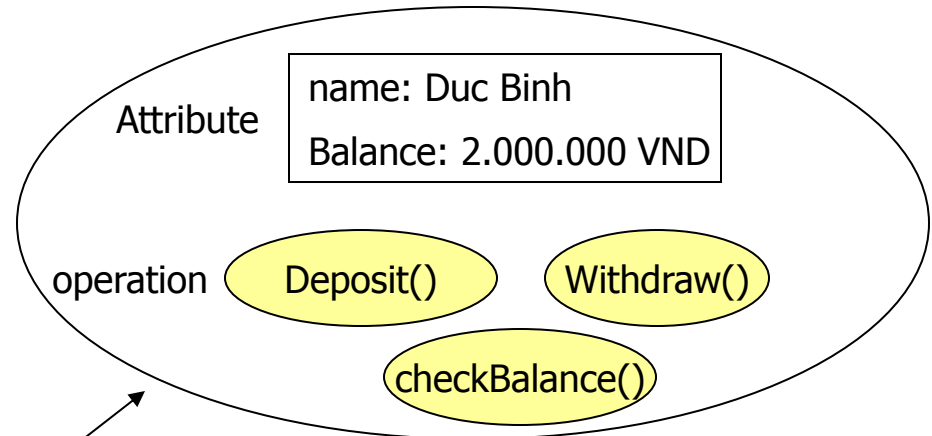 name: Duc Binh
Attribute
Balance: 2.000.000 VND
operation Deposit() Withdraw()
checkBalance()